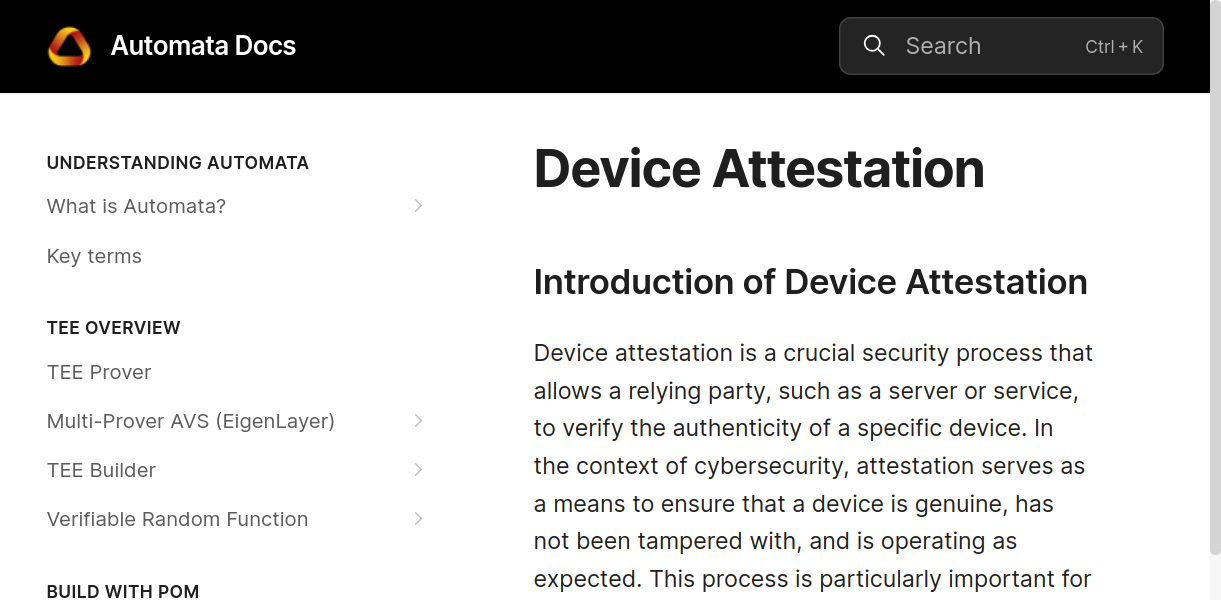 Automata Docs
Search
Ctrl + K
UNDERSTANDING AUTOMATA
What is Automata?
Key terms
TEE OVERVIEW
TEE Prover
Multi-Prover AVS (EigenLayer)
TEE Builder
Verifiable Random Function
BUILD WITH POM
Device Attestation
Introduction of Device Attestation
Device attestation is a crucial security process that
allows a relying party, such as a server or service,
to verify the authenticity of a specific device. In
the context of cybersecurity, attestation serves as
a means to ensure that a device is genuine, has
not been tampered with, and is operating as
expected. This process is particularly important for